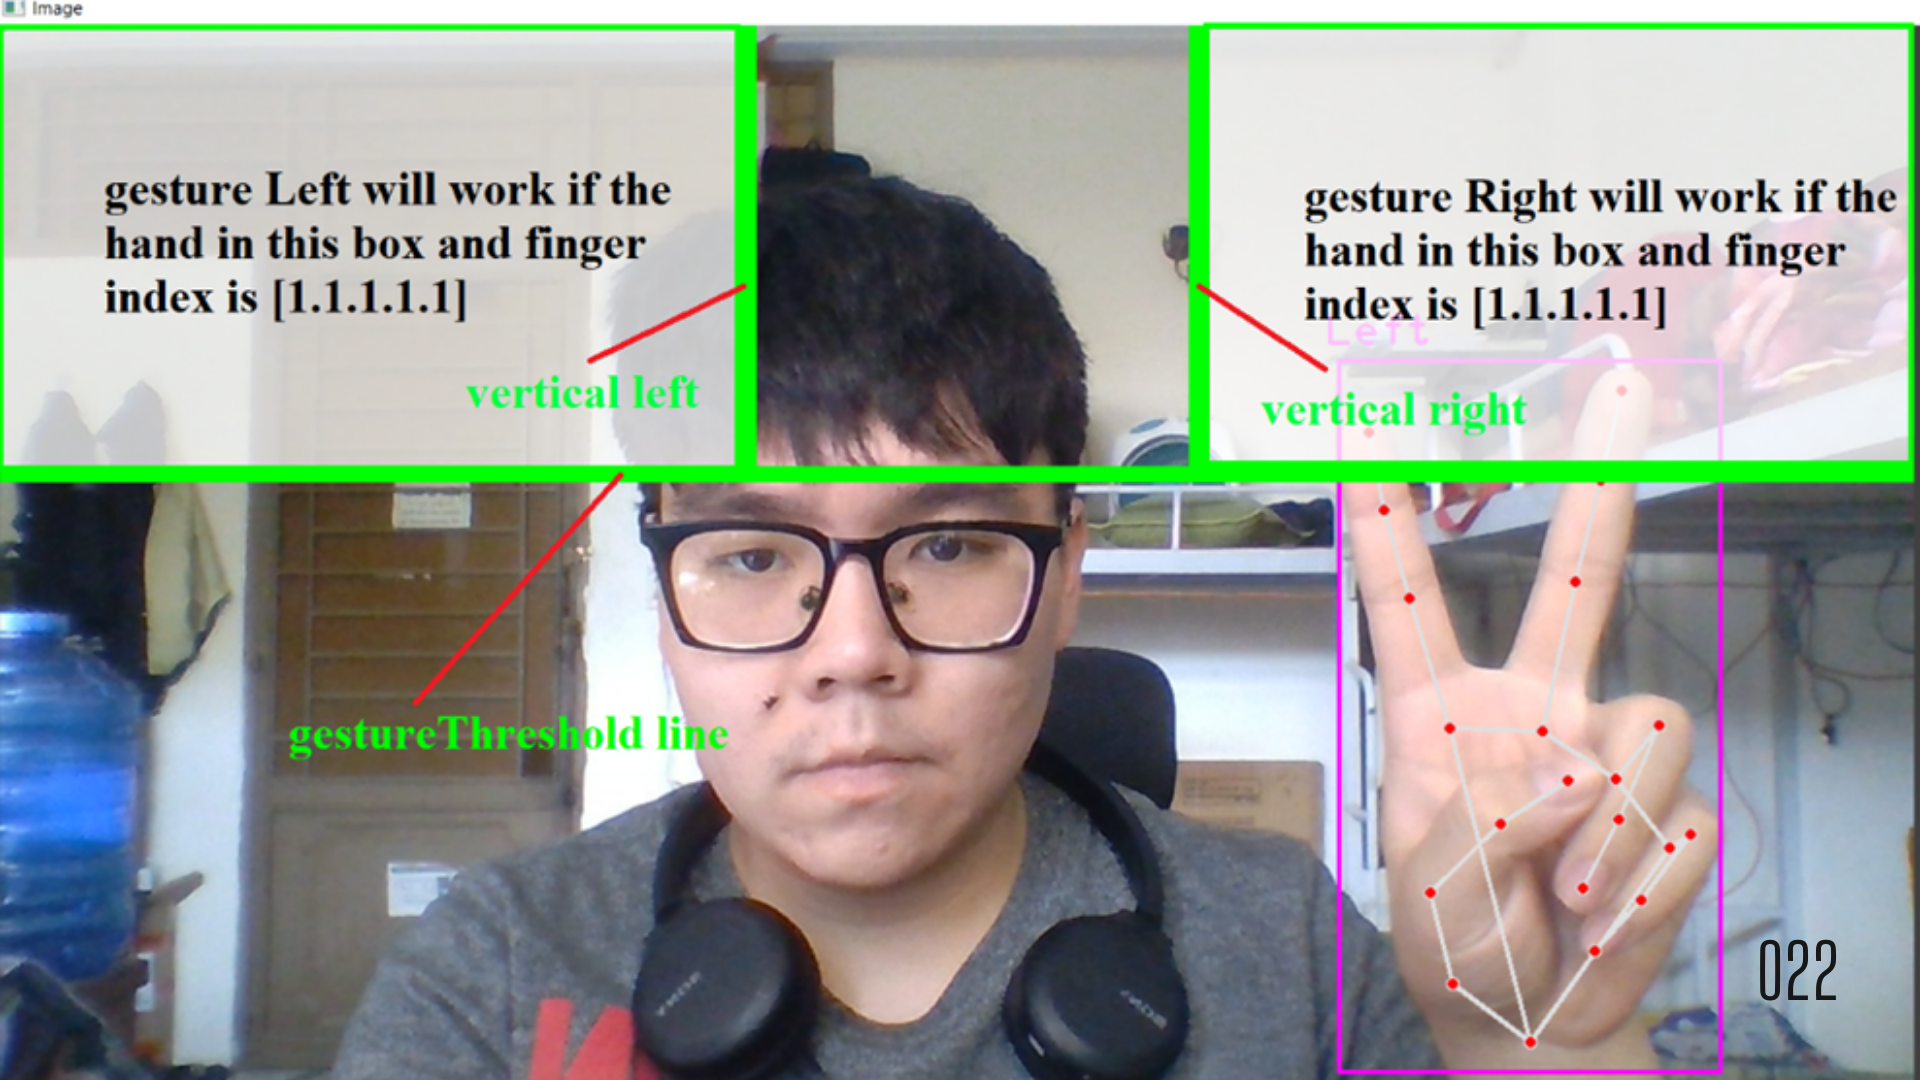 Image
gesture Left will work if the
hand in this box and finger
index is [1.1.1.1.1]
gesture Right will work if the
hand in this box and finger
index is [1.1.1.1.1]
Left
vertical left
vertical right
gestureThreshold line
022